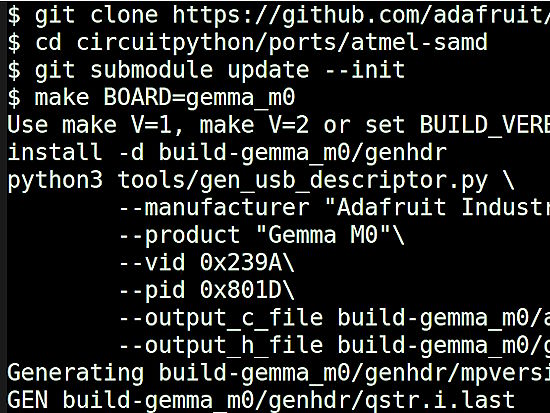 $ git clone https://github.com/adafruit/
$ cd circuitpython/ports/atmel-samd
$ git submodule update --init
$ make BOARD=gemma_m0
Use make V=1, make V=2 or set BUILD_VERB
install -d build-gemma_m0/genhdr
python3 tools/gen_usb_descriptor.py \
--manufacturer "Adafruit Industr
--product "Gemma M0"\
--vid 0x239A\
--pid 0x801D\
--output_c_file build-gemma_m0/a
--output_h_file build-gemma_m0/g
Generating build-gemma_m0/genhdr/mpversi
GEN build-gemma_m0/genhdr/qstr.i.last